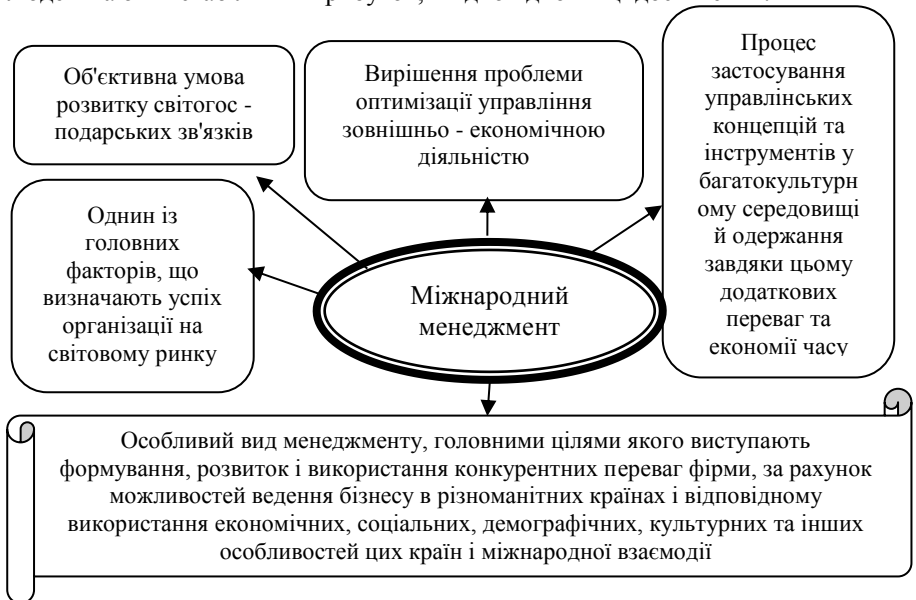 Об'єктивна умова
розвитку світогос -
подарських зв'язків
Вирішення проблеми
оптимізації управління
зовнішньо - економічною
діяльністю
Процес
застосування
управлінських
концепцій та
інструментів у
багатокультурн
ому середовищі
й одержання
завдяки цьому
додаткових
переваг та
економії часу
Однин із
головних
факторів, що
визначають успіх
організації на
світовому ринку
Міжнародний
менеджмент
Особливий вид менеджменту, головними цілями якого виступають
формування, розвиток і використання конкурентних переваг фірми, за рахунок
можливостей ведення бізнесу в різноманітних країнах і відповідному
використання економічних, соціальних, демографічних, культурних та інших
особливостей цих країн і міжнародної взаємодії